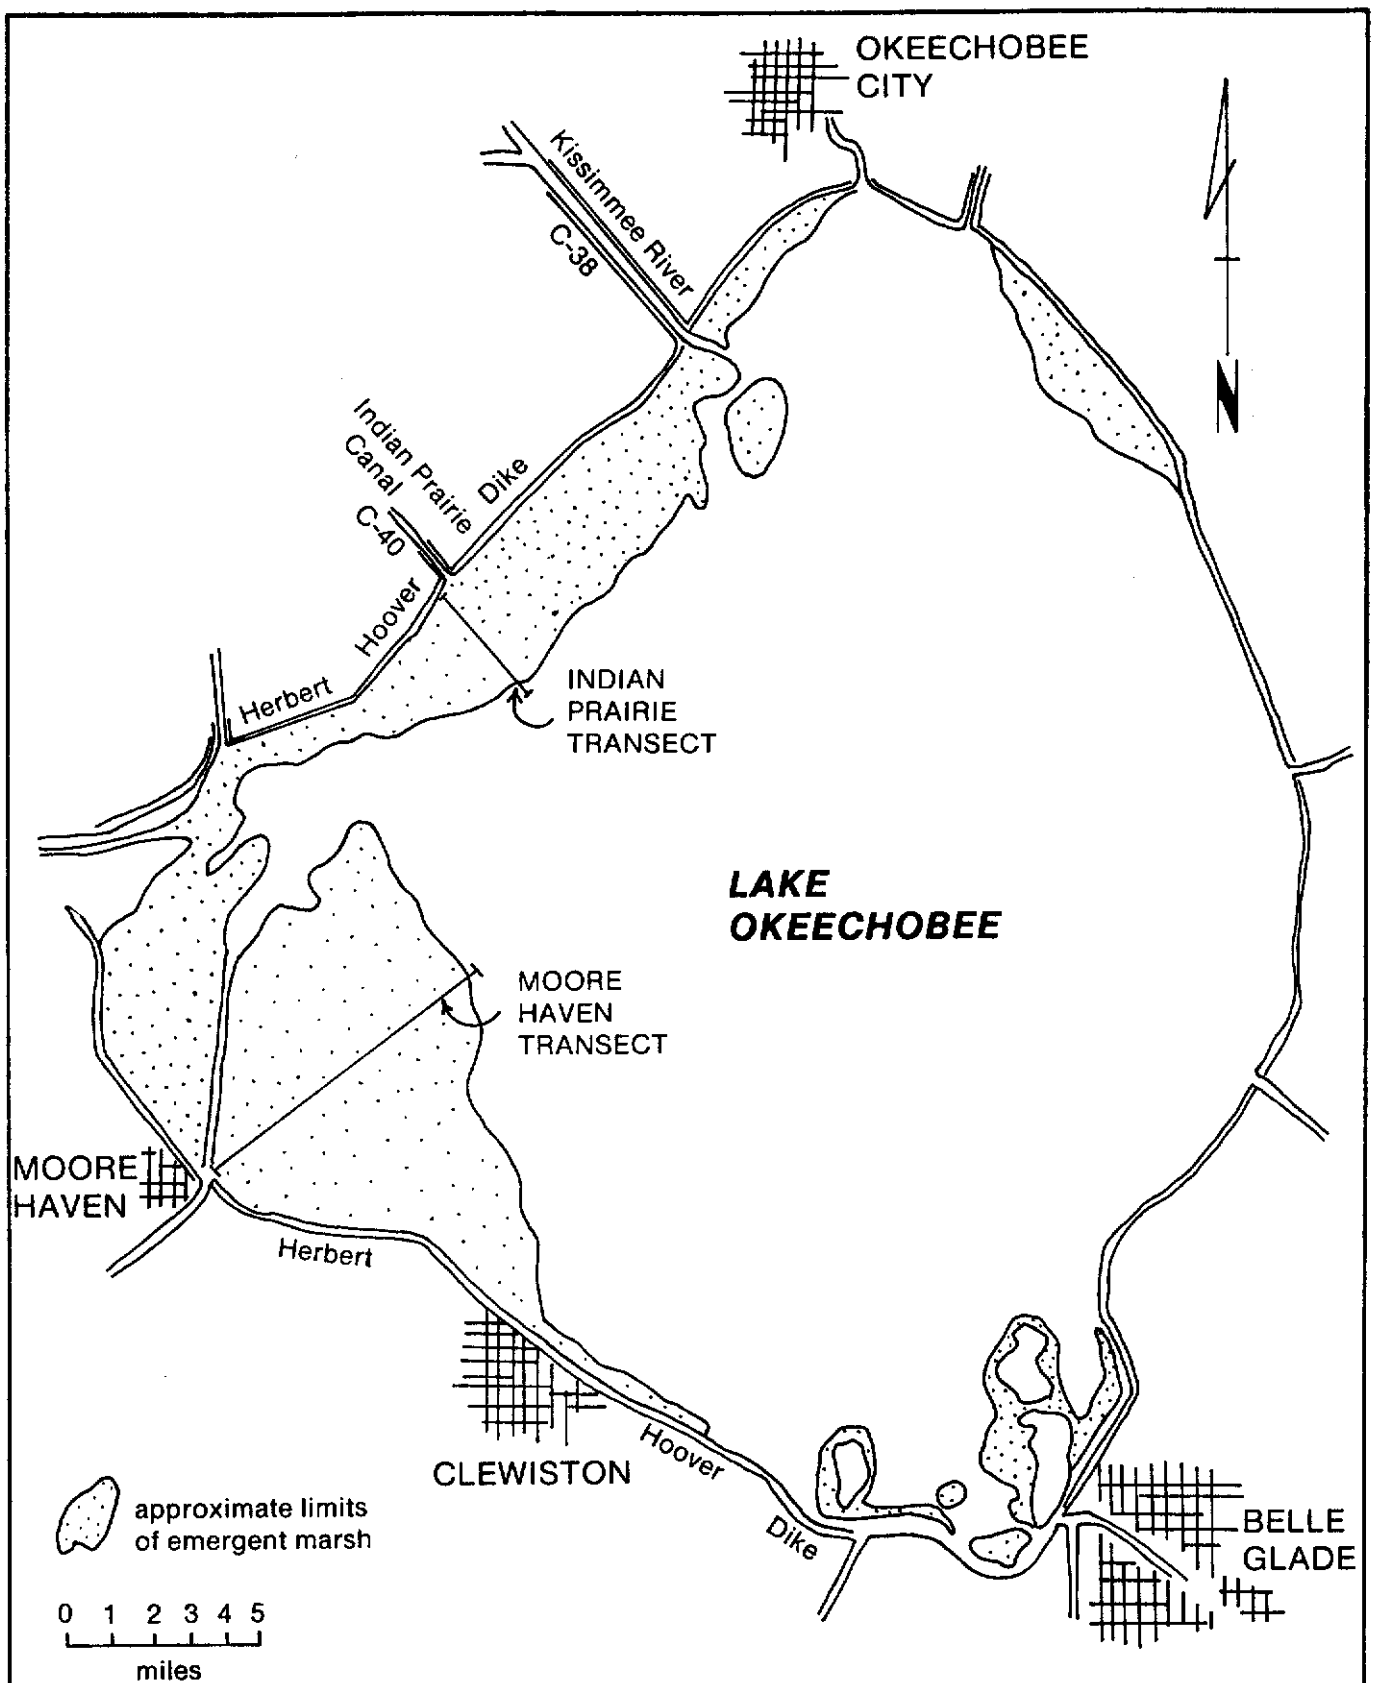 OKEECHOBEE
CITY
Kissimmee River
C-38
N
Indian Prairie
Canal
C-40
Dike
Hoover
Herbert
INDIAN
PRAIRIE
TRANSECT
LAKE
OKEECHOBEE
MOORE
HAVEN
TRANSECT
MOORE
HAVEN
Herbert
CLEWISTON
Hoover
Dike
BELLE
GLADE
approximate limits
of emergent marsh
0 1 2 3 4 5
miles